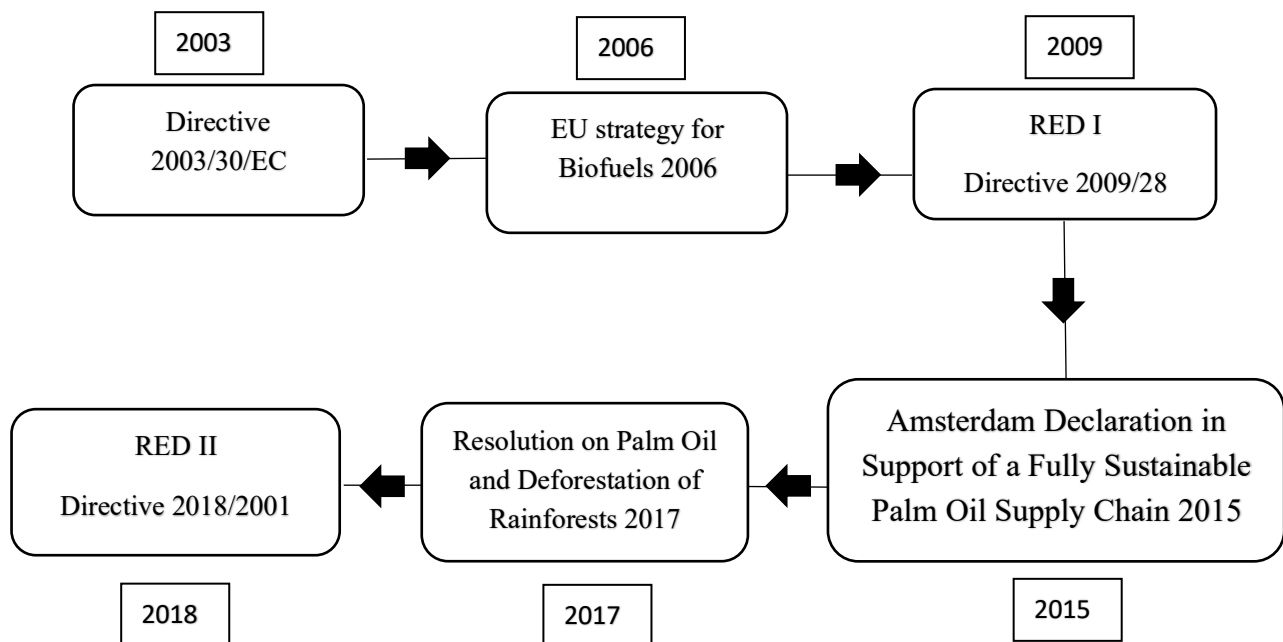 2003
Directive
2003/30/EC
2006
EU strategy for
Biofuels 2006
2009
RED I
Directive 2009/28
Amsterdam Declaration in
Support of a Fully Sustainable
Palm Oil Supply Chain 2015
2015
Resolution on Palm Oil
and Deforestation of
Rainforests 2017
2017
RED II
Directive 2018/2001
2018